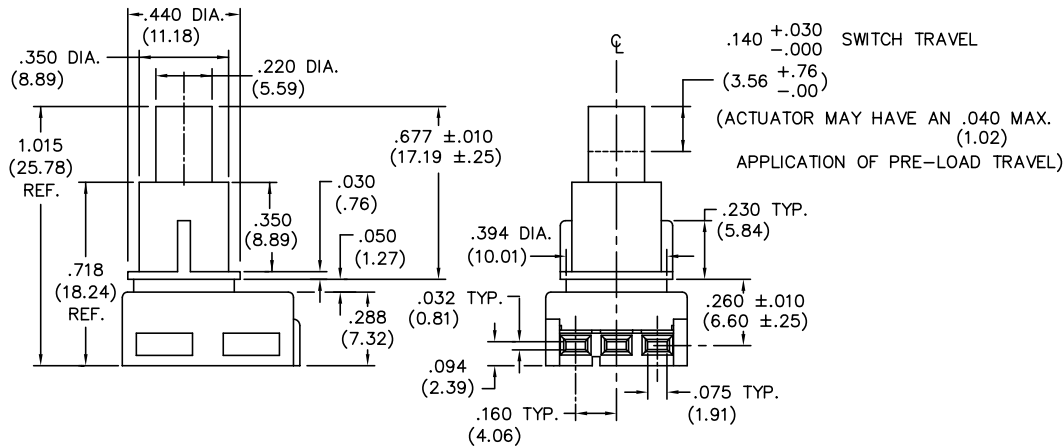 .440 DIA.
(11.18)
.350 DIA.
(8.89)
.220 DIA.
(5.59)
1.015
(25.78)
REF.
.677 ±.010
(17.19 ±.25)
.030
(.76)
.350
(8.89)
.050
(1.27)
.718
(18.24)
REF.
.288
(7.32)
℄
.140 +.030 -.000 SWITCH TRAVEL
(3.56 +.76 -.00)
(ACTUATOR MAY HAVE AN .040 MAX.
(1.02)
APPLICATION OF PRE-LOAD TRAVEL)
.230 TYP.
(5.84)
.394 DIA.
(10.01)
.032 TYP.
(0.81)
.260 ±.010
(6.60 ±.25)
.094
(2.39)
.075 TYP.
(1.91)
.160 TYP.
(4.06)